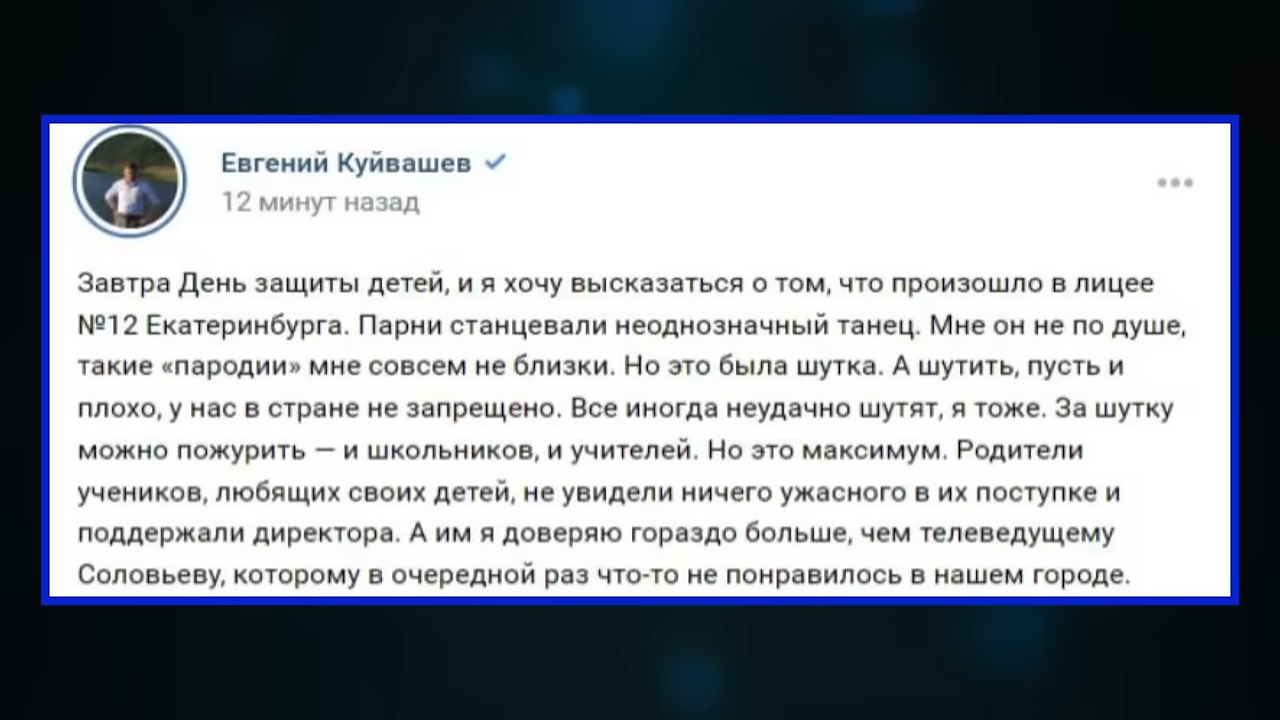 Евгений Куйвашев
12 минут назад
Завтра День защиты детей, и я хочу высказаться о том, что произошло в лицее
№12 Екатеринбурга. Парни станцевали неоднозначный танец. Мне он не по душе,
такие «пародии» мне совсем не близки. Но это была шутка. А шутить, пусть и
плохо, у нас в стране не запрещено. Все иногда неудачно шутят, я тоже. За шутку
можно пожурить — и школьников, и учителей. Но это максимум. Родители
учеников, любящих своих детей, не увидели ничего ужасного в их поступке и
поддержали директора. А им я доверяю гораздо больше, чем телеведущему
Соловьеву, которому в очередной раз что-то не понравилось в нашем городе.